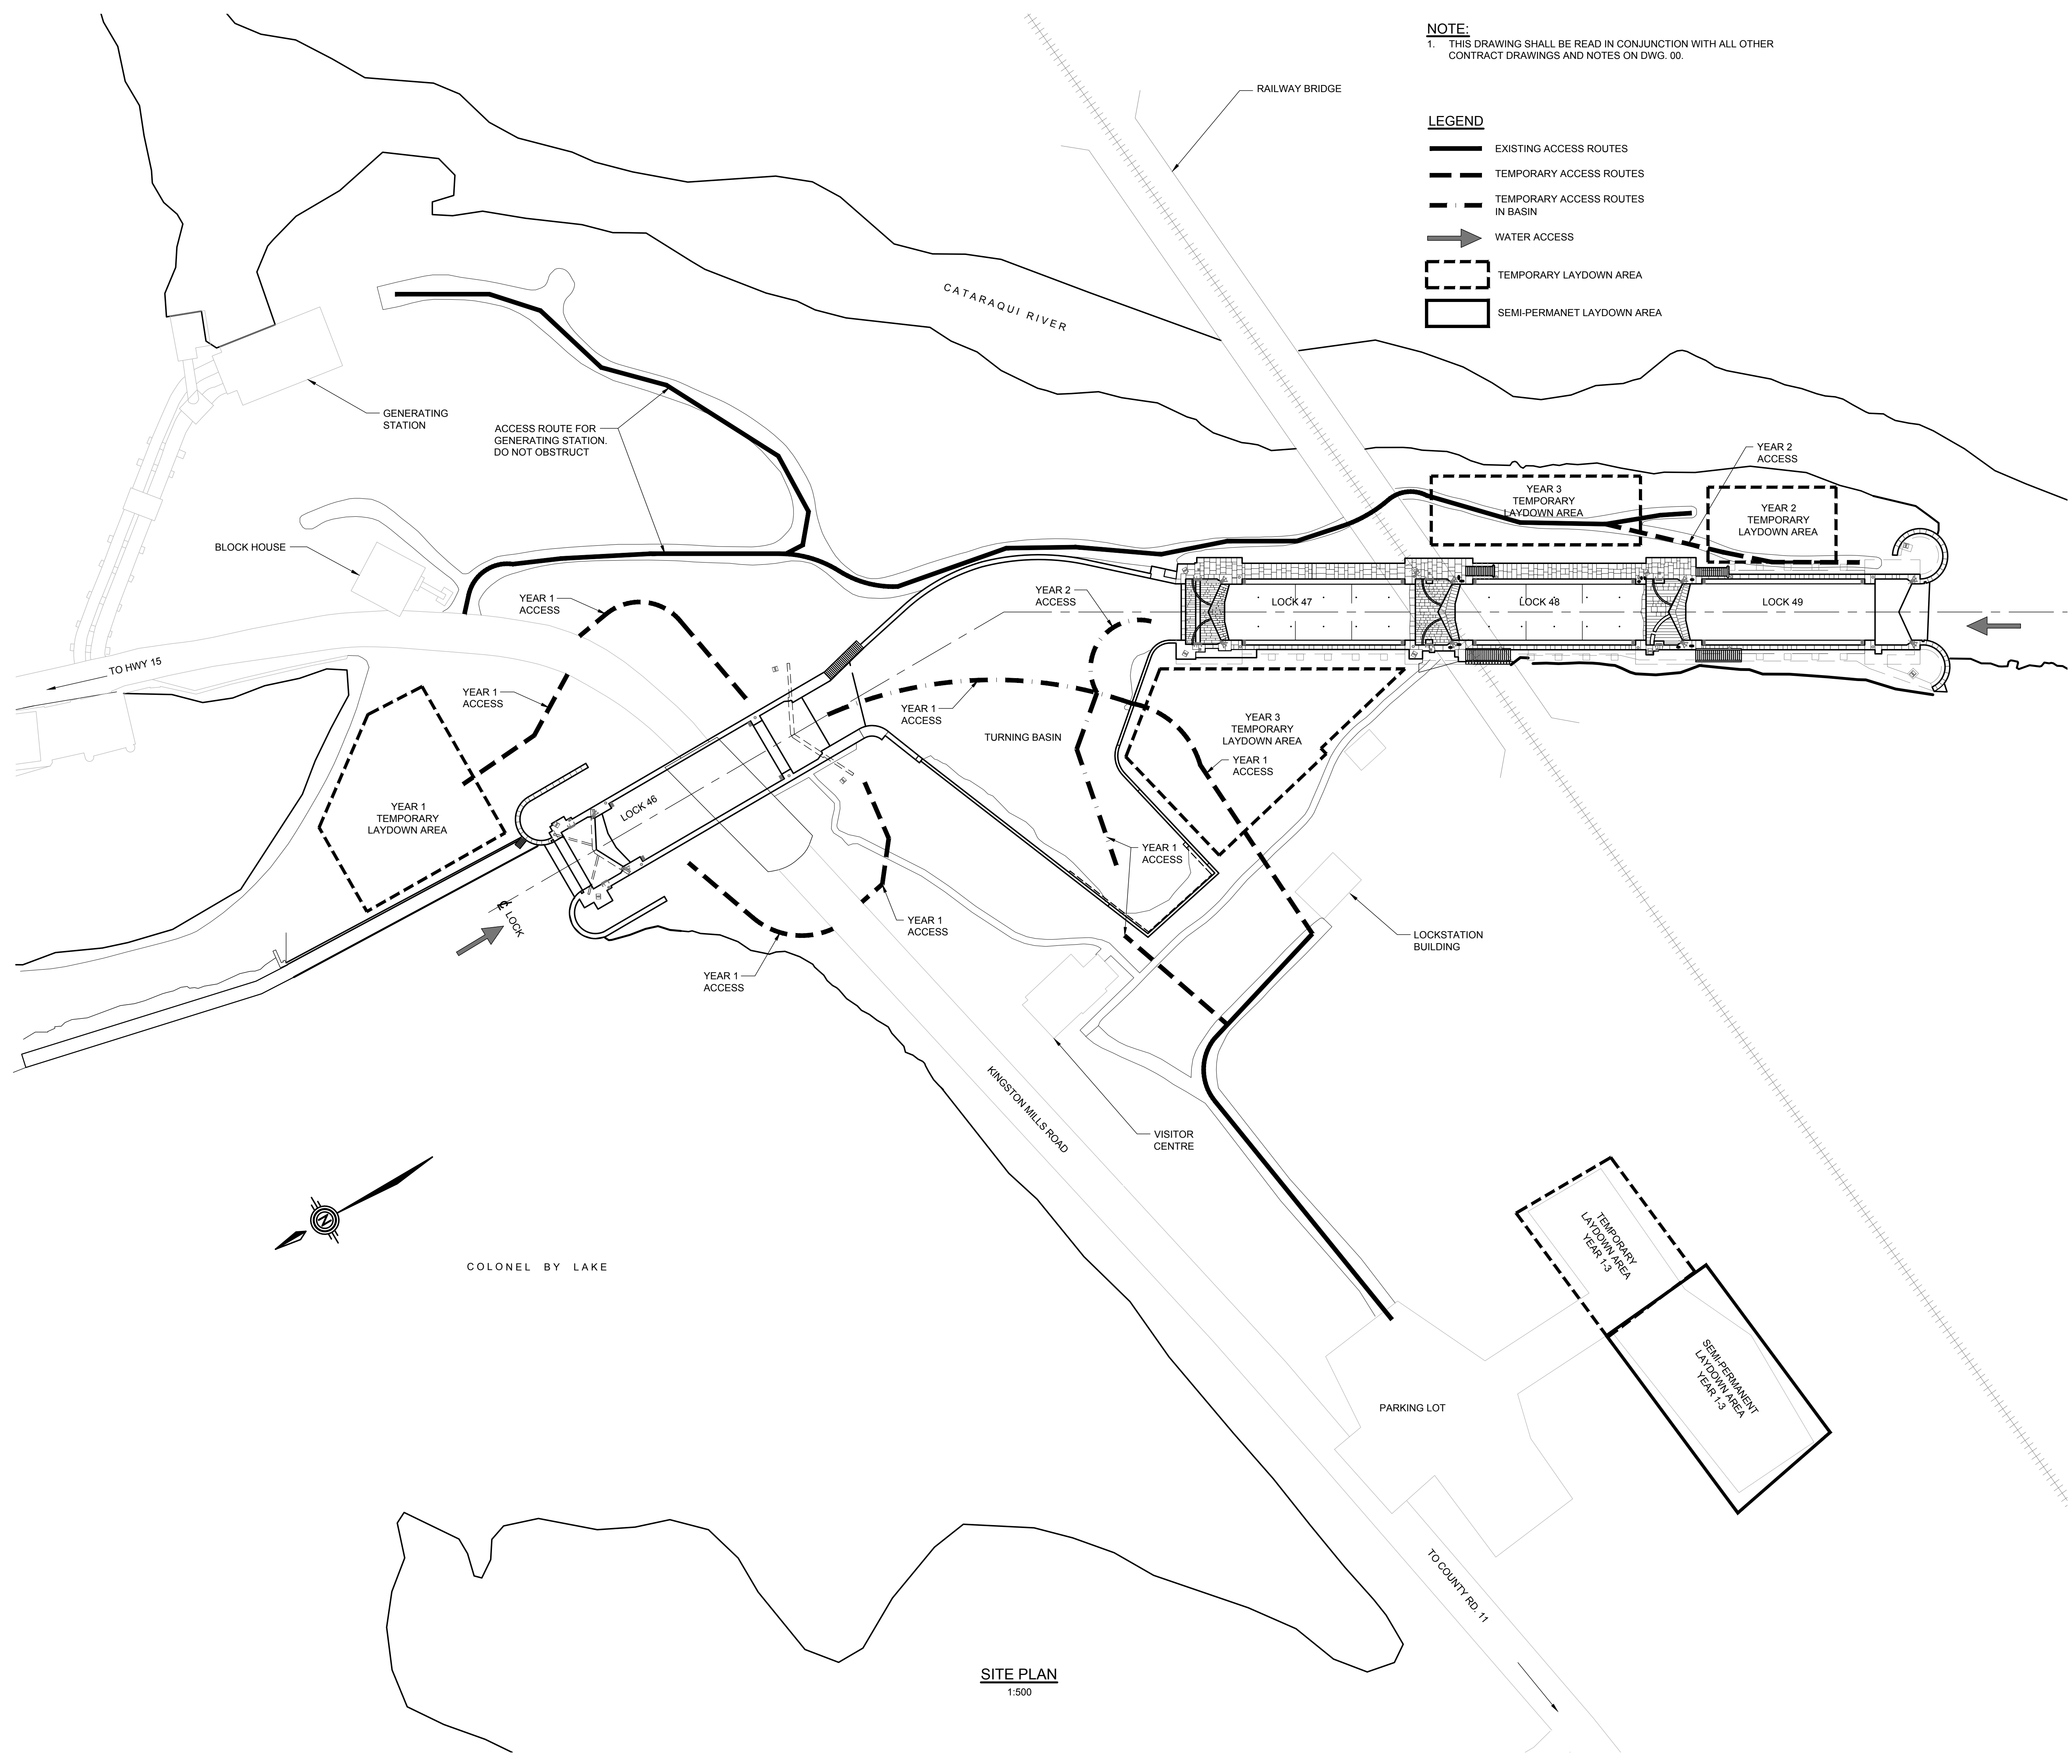 NOTE:
1. THIS DRAWING SHALL BE READ IN CONJUNCTION WITH ALL OTHER
CONTRACT DRAWINGS AND NOTES ON DWG. 00.
LEGEND
EXISTING ACCESS ROUTES
TEMPORARY ACCESS ROUTES
TEMPORARY ACCESS ROUTES
IN BASIN
WATER ACCESS
TEMPORARY LAYDOWN AREA
SEMI-PERMANET LAYDOWN AREA
RAILWAY BRIDGE
CATARAQUI RIVER
GENERATING
STATION
ACCESS ROUTE FOR
GENERATING STATION.
DO NOT OBSTRUCT
YEAR 2
ACCESS
YEAR 3
TEMPORARY
LAYDOWN AREA
YEAR 2
TEMPORARY
LAYDOWN AREA
BLOCK HOUSE
YEAR 1
ACCESS
YEAR 2
ACCESS
LOCK 47
LOCK 48
LOCK 49
TO HWY 15
YEAR 1
ACCESS
YEAR 1
ACCESS
TURNING BASIN
YEAR 3
TEMPORARY
LAYDOWN AREA
YEAR 1
ACCESS
YEAR 1
TEMPORARY
LAYDOWN AREA
LOCK 46
YEAR 1
ACCESS
℄ LOCK
YEAR 1
ACCESS
YEAR 1
ACCESS
LOCKSTATION
BUILDING
KINGSTON MILLS ROAD
VISITOR
CENTRE
N
COLONEL BY LAKE
TEMPORARY
LAYDOWN AREA
YEAR 1-3
SEMI-PERMANENT
LAYDOWN AREA
YEAR 1-3
PARKING LOT
TO COUNTY RD. 11
SITE PLAN
1:500